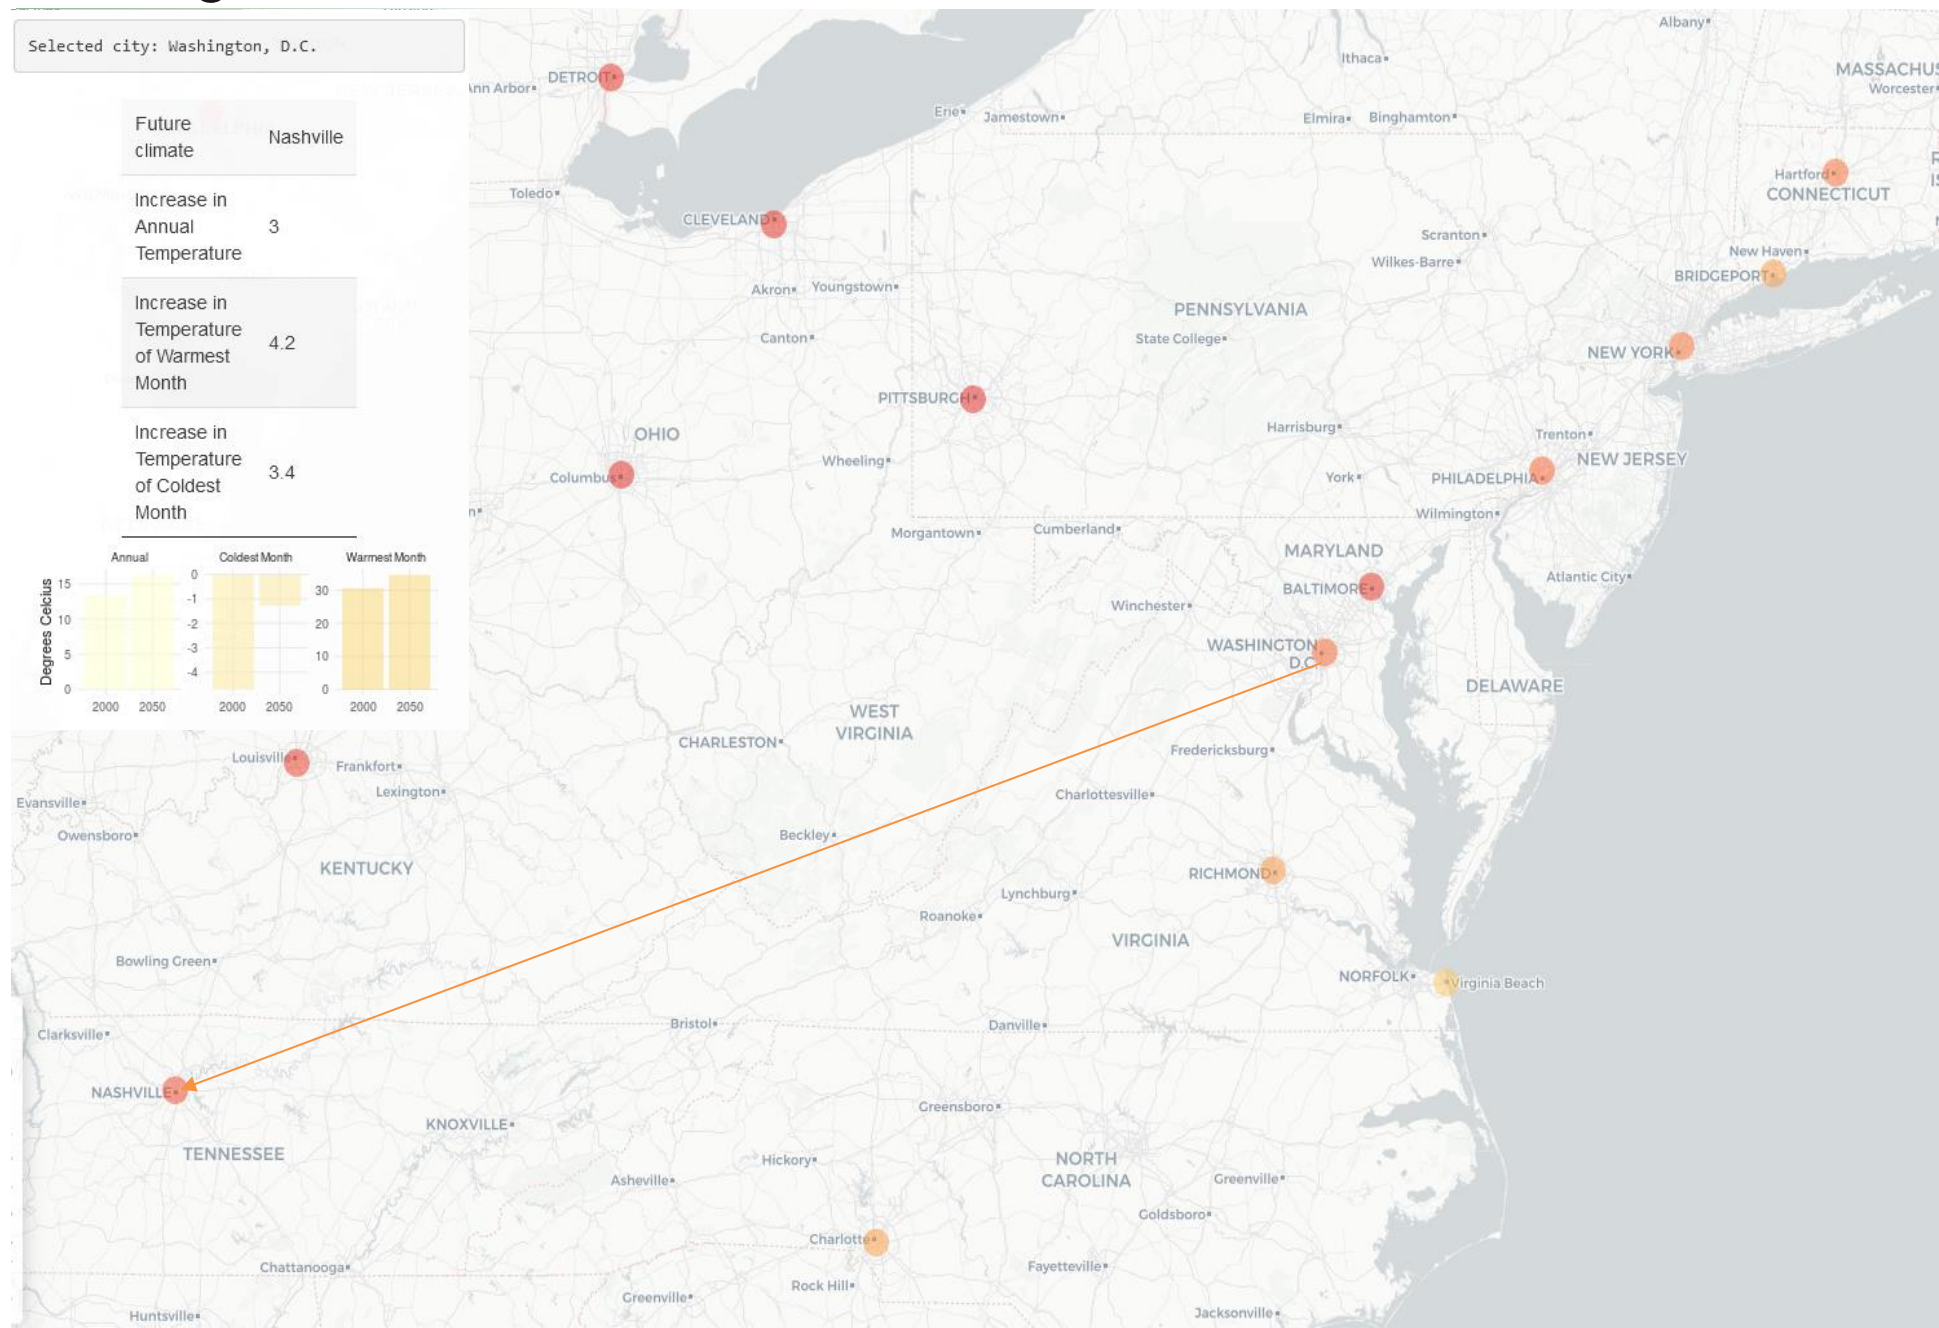 Selected city: Washington, D.C.
Future
climate
Nashville
Increase in
Annual
Temperature
3
Increase in
Temperature
of Warmest
Month
4.2
Increase in
Temperature
of Coldest
Month
3.4
Annual
Coldest Month
Warmest Month
Degrees Celcius
15
10
5
0
0
-1
-2
-3
-4
30
20
10
0
2000
2050
2000
2050
2000
2050
Albany
Ithaca
MASSACHUS
Worcester
DETROIT
Ann Arbor
Erie
Jamestown
Elmira
Binghamton
Hartford
CONNECTICUT
Toledo
CLEVELAND
Scranton
Wilkes-Barre
New Haven
BRIDGEPORT
Akron
Youngstown
PENNSYLVANIA
Canton
State College
NEW YORK
PITTSBURGH
OHIO
Harrisburg
Trenton
NEW JERSEY
Wheeling
Columbus
York
PHILADELPHIA
Wilmington
Morgantown
Cumberland
MARYLAND
BALTIMORE
Atlantic City
Winchester
WASHINGTON
D.C.
DELAWARE
WEST
VIRGINIA
CHARLESTON
Fredericksburg
Louisville
Frankfort
Lexington
Evansville
Charlottesville
Owensboro
Beckley
KENTUCKY
RICHMOND
Lynchburg
Roanoke
VIRGINIA
Bowling Green
NORFOLK
Virginia Beach
Clarksville
Bristol
Danville
NASHVILLE
Greensboro
KNOXVILLE
TENNESSEE
Hickory
NORTH
CAROLINA
Asheville
Greenville
Goldsboro
Charlotte
Chattanooga
Fayetteville
Rock Hill
Greenville
Huntsville
Jacksonville